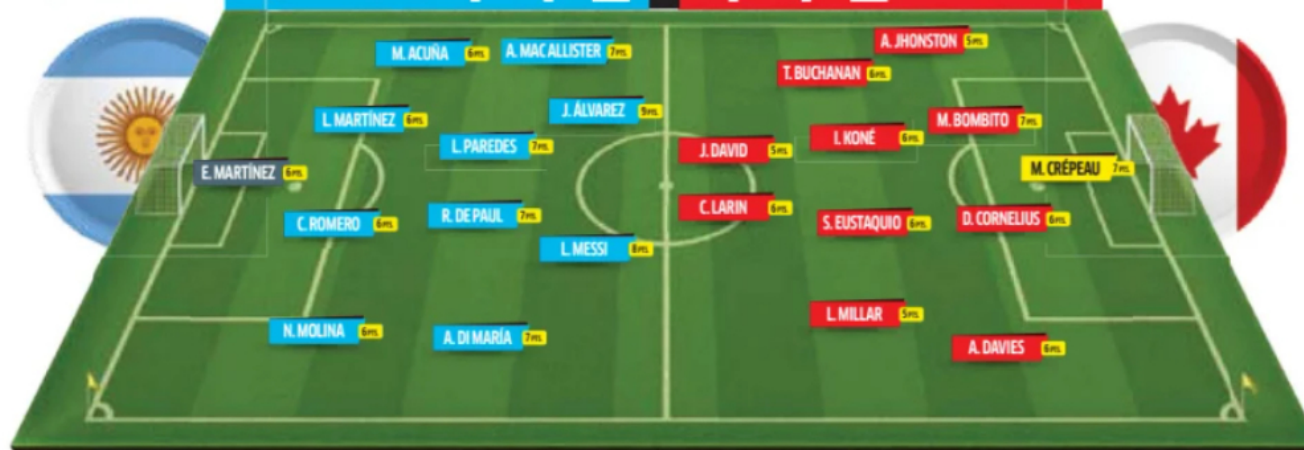 M. ACUÑA 6PTS.
A. MAC ALLISTER 7PTS.
A. JHONSTON 5PTS.
T. BUCHANAN 6PTS.
L. MARTÍNEZ 6PTS.
J. ÁLVAREZ 9PTS.
M. BOMBITO 7PTS.
L. PAREDES 7PTS.
J. DAVID 5PTS.
I. KONÉ 6PTS.
E. MARTÍNEZ 6PTS.
M. CRÉPEAU 7PTS.
C. ROMERO 6PTS.
R. DE PAUL 7PTS.
C. LARIN 6PTS.
S. EUSTAQUIO 6PTS.
D. CORNELIUS 6PTS.
L. MESSI 8PTS.
N. MOLINA 6PTS.
A. DI MARÍA 7PTS.
L. MILLAR 5PTS.
A. DAVIES 6PTS.